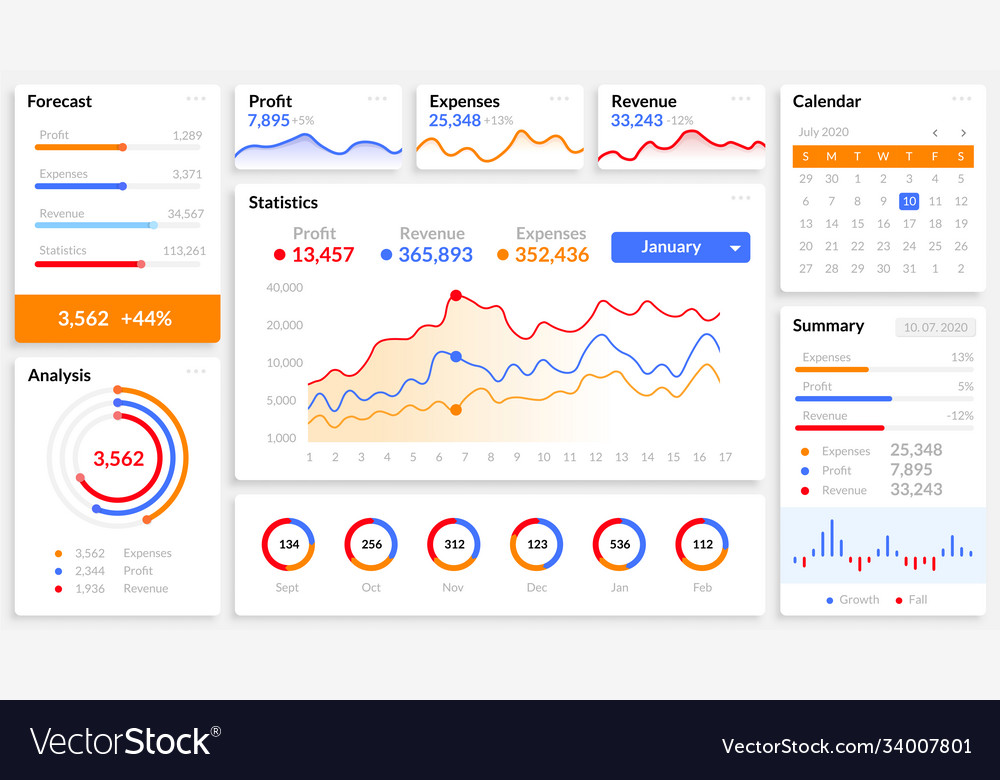 Forecast
Profit 1,289
Expenses 3,371
Revenue 34,567
Statistics 113,261
3,562 +44%
Analysis
3,562
3,562 Expenses
2,344 Profit
1,936 Revenue
Profit
7,895 +5%
Expenses
25,348 +13%
Revenue
33,243 -12%
Statistics
Profit Revenue Expenses
13,457 365,893 352,436
January
40,000
20,000
10,000
5,000
1,000
1 2 3 4 5 6 7 8 9 10 11 12 13 14 15 16 17
134 256 312 123 536 112
Sept Oct Nov Dec Jan Feb
Calendar
July 2020 < >
S M T W T F S
29 30 1 2 3 4 5
6 7 8 9 10 11 12
13 14 15 16 17 18 19
20 21 22 23 24 25 26
27 28 29 30 31 1 2
Summary 10. 07. 2020
Expenses 13%
Profit 5%
Revenue -12%
Expenses 25,348
Profit 7,895
Revenue 33,243
Growth Fall
VectorStock®
VectorStock.com/34007801